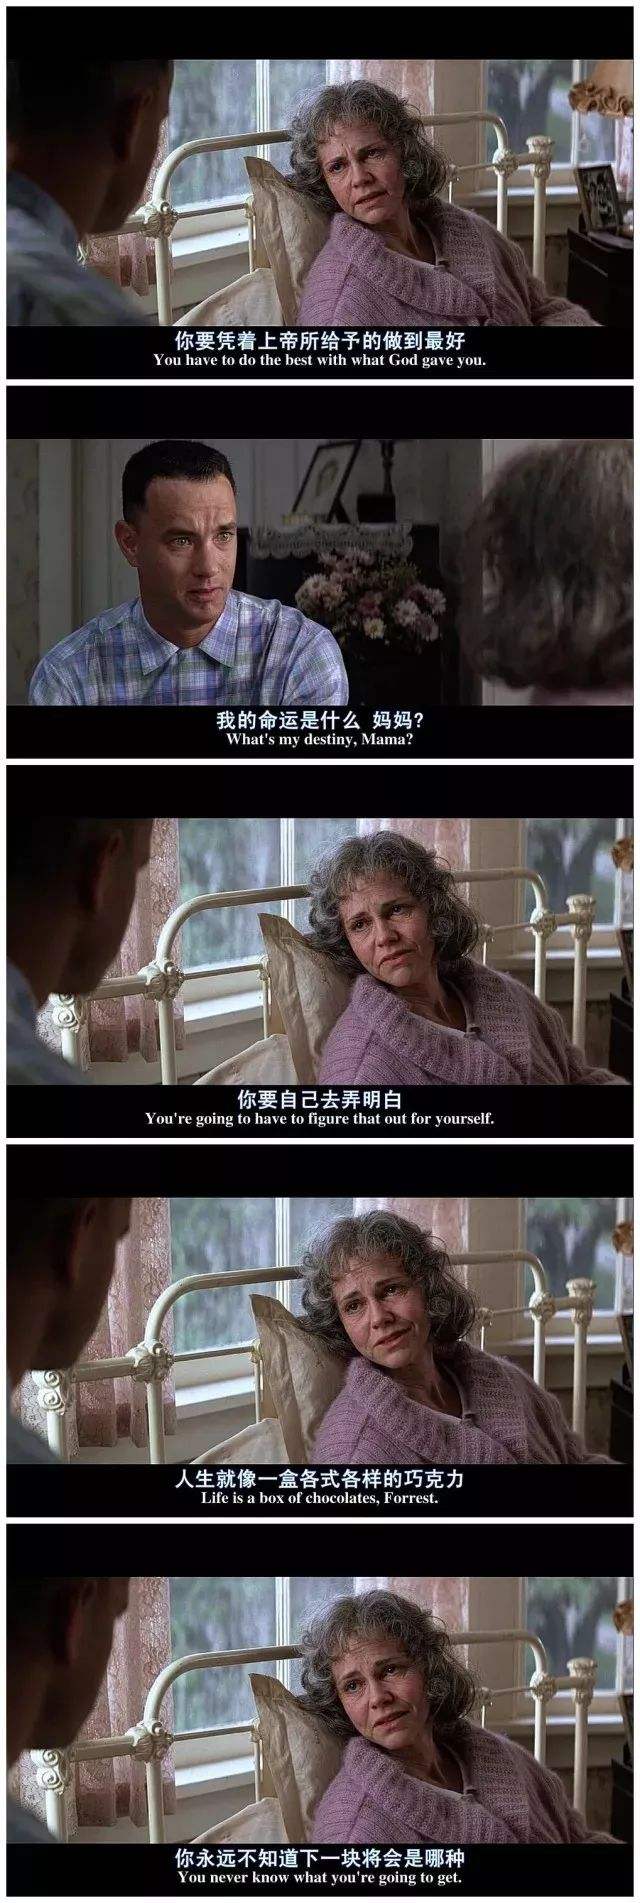 你要凭着上帝所给予的做到最好
You have to do the best with what God gave you.
我的命运是什么 妈妈?
What's my destiny, Mama?
你要自己去弄明白
You're going to have to figure that out for yourself.
人生就像一盒各式各样的巧克力
Life is a box of chocolates, Forrest.
你永远不知道下一块将会是哪种
You never know what you're going to get.